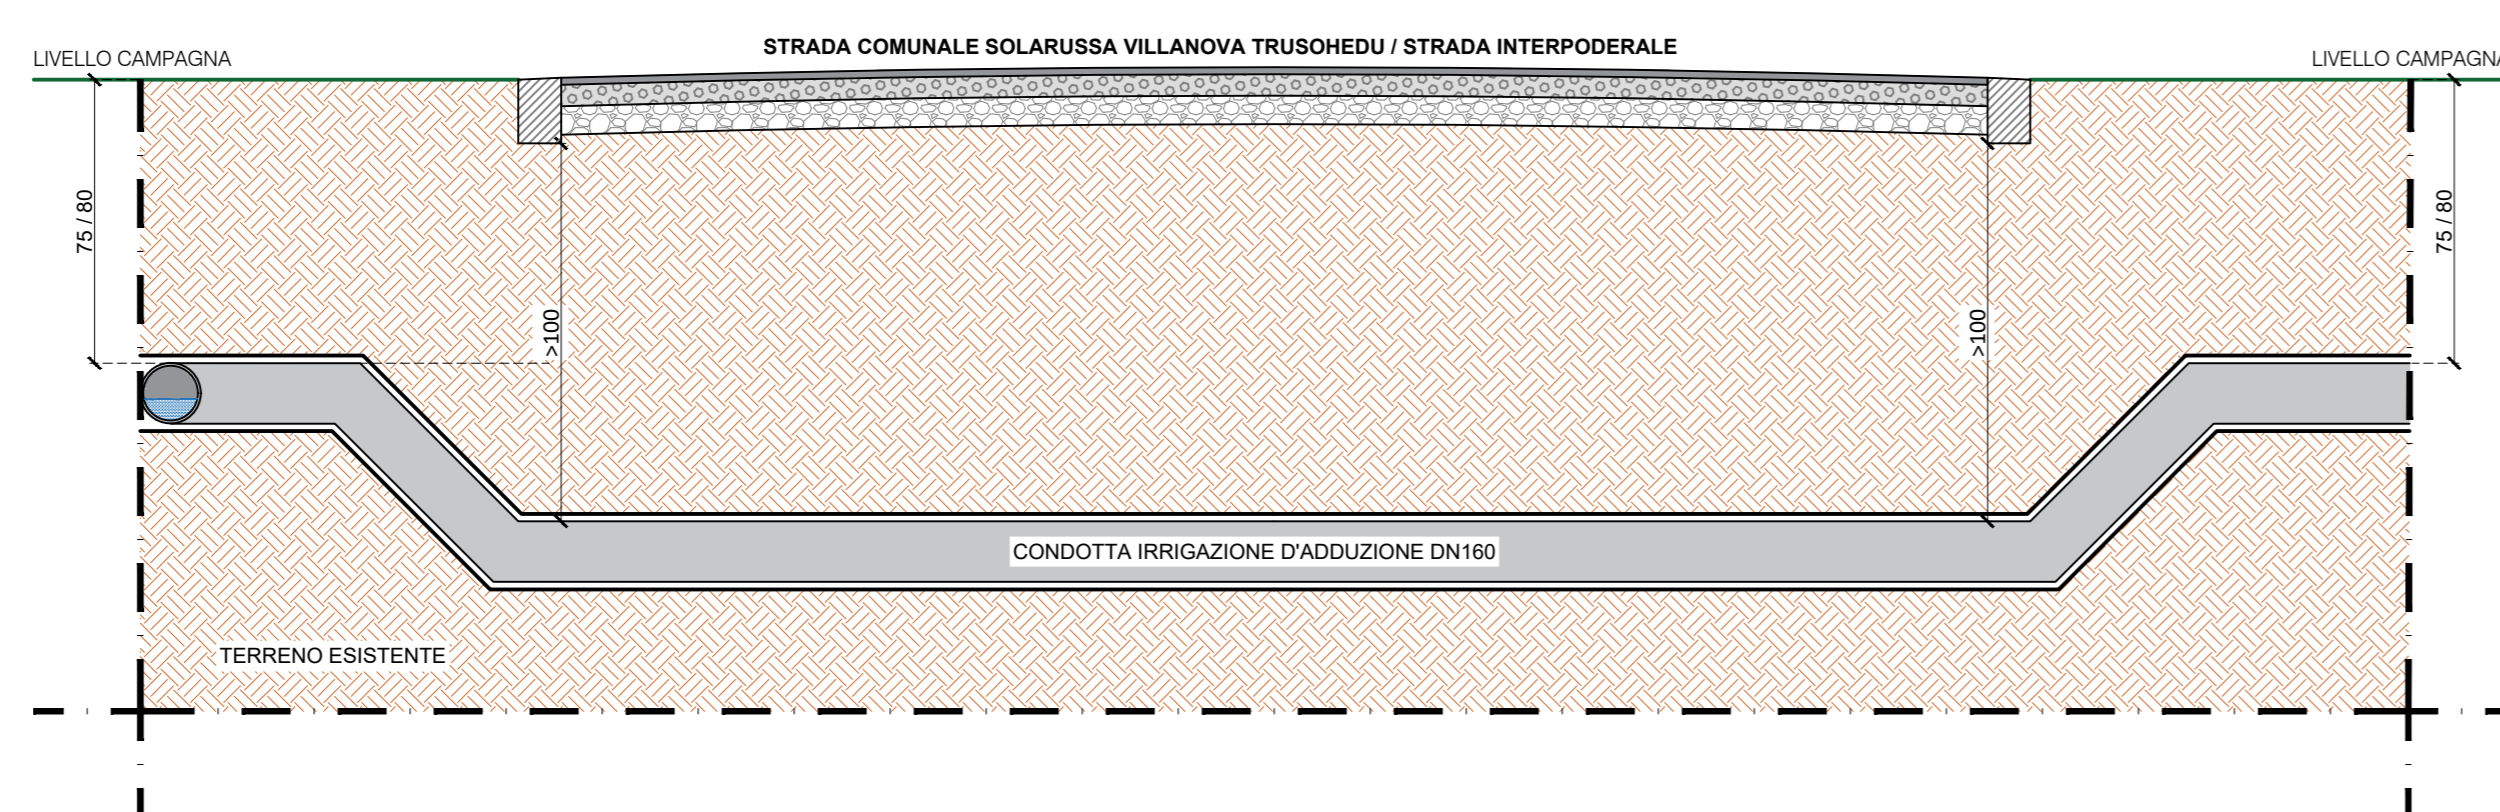 STRADA COMUNALE SOLARUSSA VILLANOVA TRUSOHEDU / STRADA INTERPODERALE
LIVELLO CAMPAGNA
LIVELLO CAMPAGNA
75 / 80
75 / 80
>100
>100
CONDOTTA IRRIGAZIONE D'ADDUZIONE DN160
TERRENO ESISTENTE